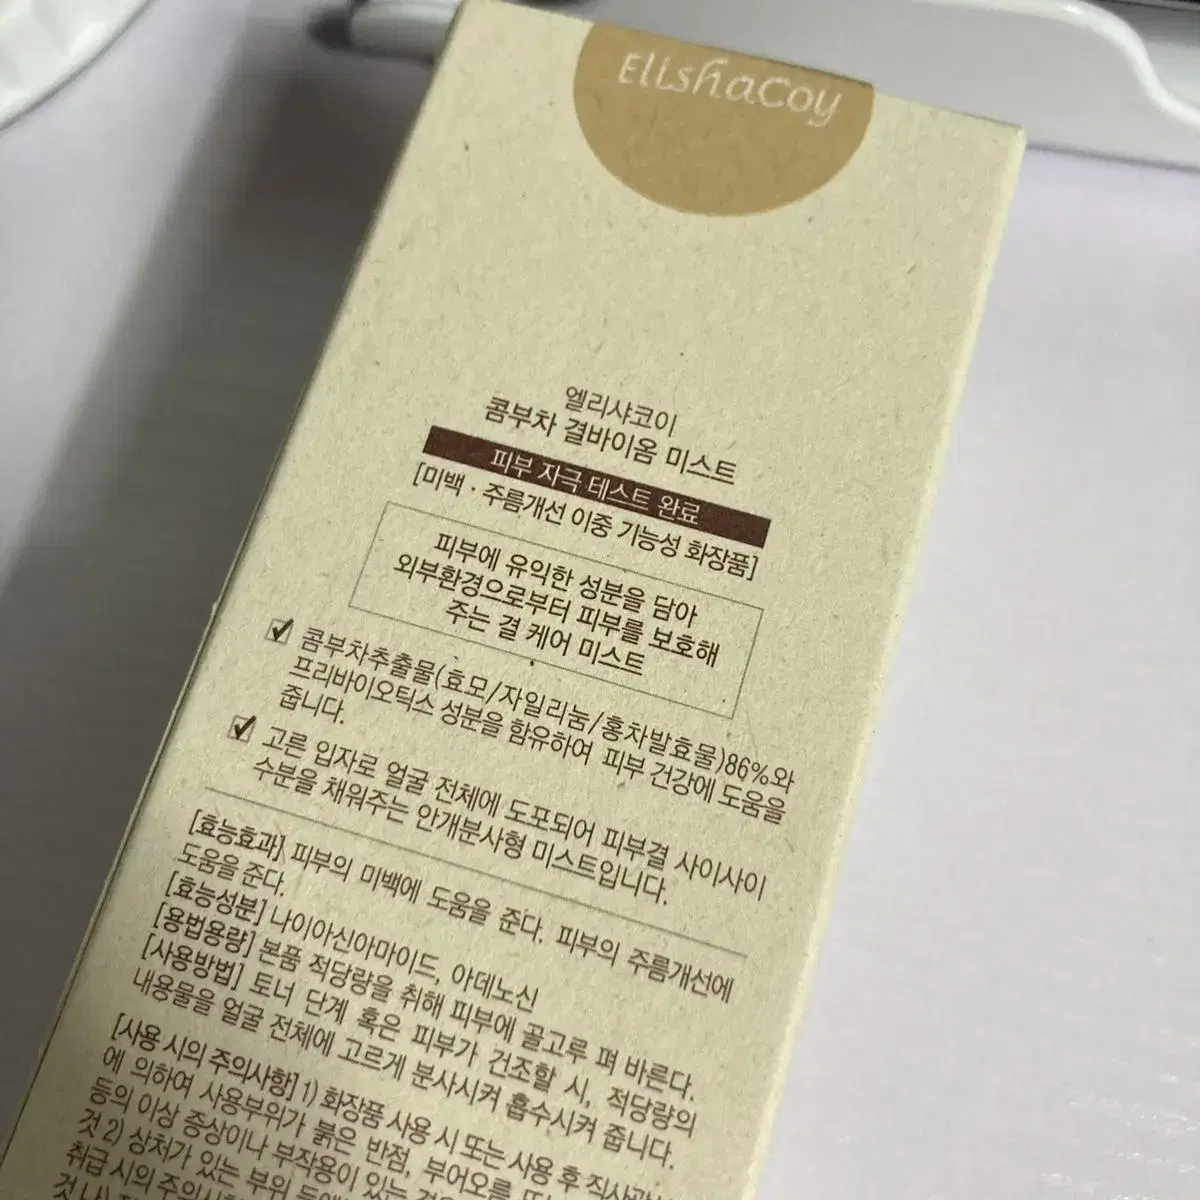 ElishaCoy
엘리샤코이
콤부차 결바이옴 미스트
피부 자극 테스트 완료
[미백 · 주름개선 이중 기능성 화장품]
피부에 유익한 성분을 담아
외부환경으로부터 피부를 보호해
주는 결 케어 미스트
콤부차추출물(효모/자일리눔/홍차발효물)86%와
프리바이오틱스 성분을 함유하여 피부 건강에 도움을
줍니다.
고른 입자로 얼굴 전체에 도포되어 피부결 사이사이
수분을 채워주는 안개분사형 미스트입니다.
[효능효과] 피부의 미백에 도움을 준다. 피부의 주름개선에
도움을 준다.
[효능성분] 나이아신아마이드, 아데노신
[용법용량] 본품 적당량을 취해 피부에 골고루 펴 바른다.
[사용방법] 토너 단계 혹은 피부가 건조할 시, 적당량의
내용물을 얼굴 전체에 고르게 분사시켜 흡수시켜 줍니다.
[사용 시의 주의사항] 1) 화장품 사용 시 또는 사용 후 직사광
에 의하여 사용부위가 붉은 반점, 부어오름 또
등의 이상 증상이나 부작용이 있는
것 2) 상처가 있는 부위
취급 시의 주의사항